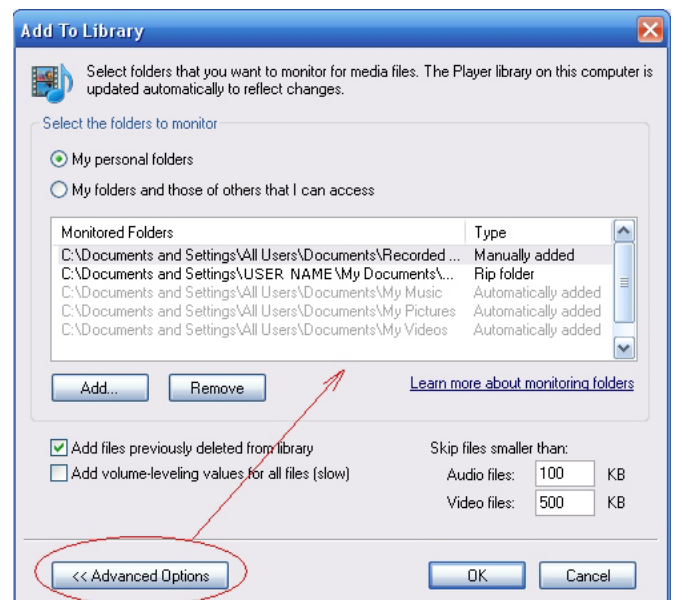 Add To Library
Select folders that you want to monitor for media files. The Player library on this computer is
updated automatically to reflect changes.
Select the folders to monitor
My personal folders
My folders and those of others that I can access
Monitored Folders Type
C:\Documents and Settings\All Users\Documents\Recorded ... Manually added
C:\Documents and Settings\USER NAME\My Documents\... Rip folder
C:\Documents and Settings\All Users\Documents\My Music Automatically added
C:\Documents and Settings\All Users\Documents\My Pictures Automatically added
C:\Documents and Settings\All Users\Documents\My Videos Automatically added
Add... Remove Learn more about monitoring folders
Add files previously deleted from library Skip files smaller than:
Add volume-leveling values for all files (slow) Audio files: 100 KB
Video files: 500 KB
<< Advanced Options OK Cancel